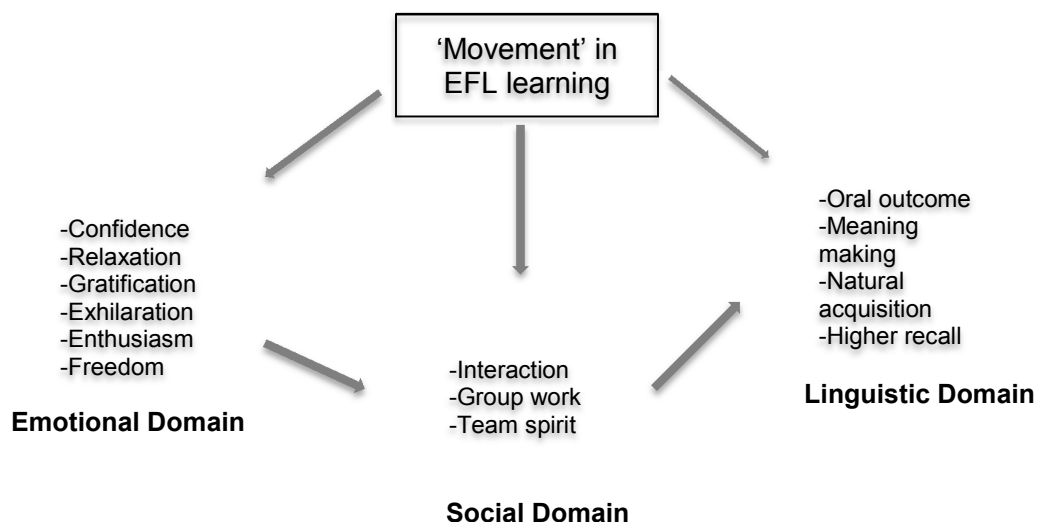 ‘Movement’ in
EFL learning
-Confidence
-Relaxation
-Gratification
-Exhilaration
-Enthusiasm
-Freedom
Emotional Domain
-Interaction
-Group work
-Team spirit
Social Domain
-Oral outcome
-Meaning
making
-Natural
acquisition
-Higher recall
Linguistic Domain